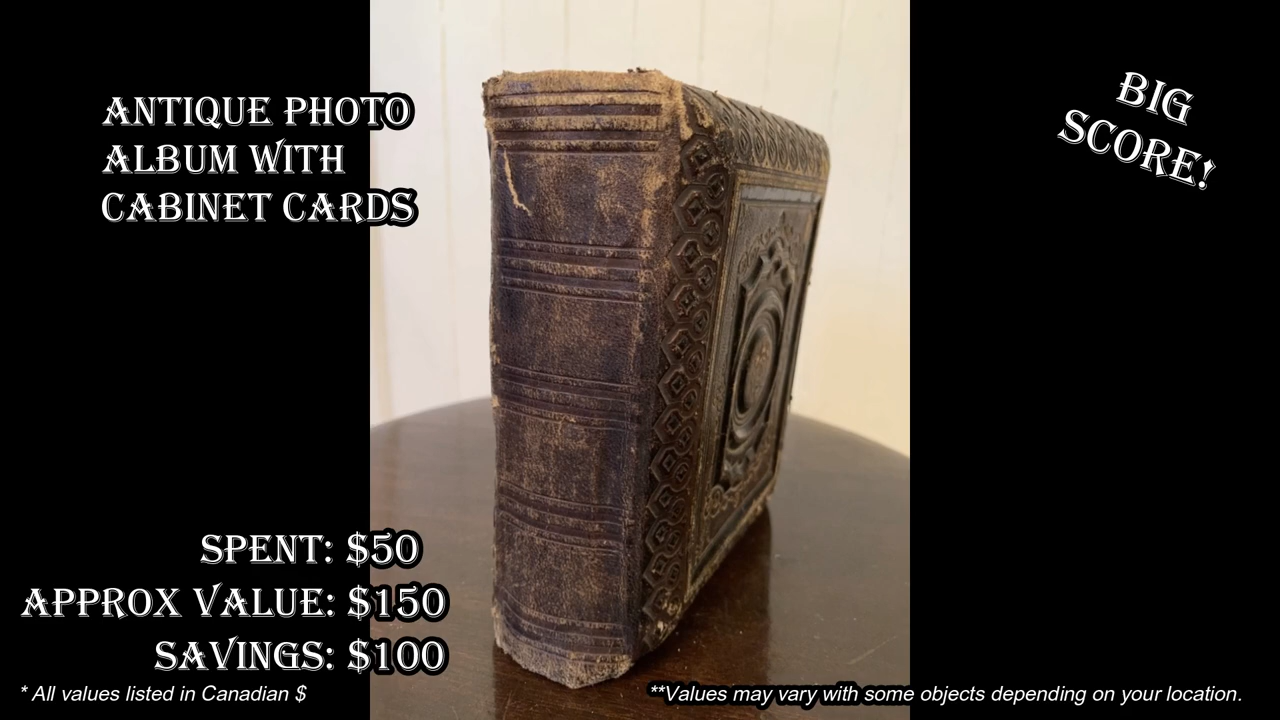 ANTIQUE PHOTO
ALBUM WITH
CABINET CARDS
BIG
SCORE!
SPENT: $50
APPROX VALUE: $150
SAVINGS: $100
* All values listed in Canadian $
**Values may vary with some objects depending on your location.